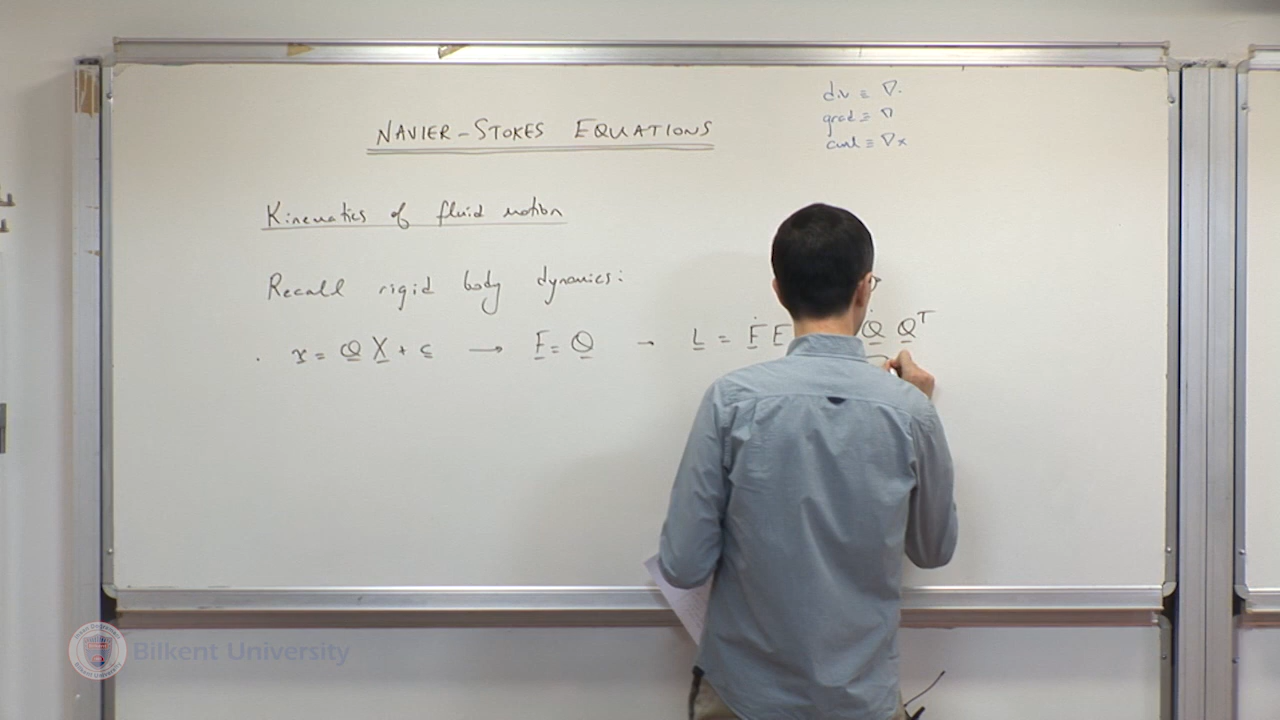 div ≡ ∇.
grad ≡ ∇
curl ≡ ∇×
NAVIER-STOKES EQUATIONS
Kinematics of fluid motion
Recall rigid body dynamics:
. x = Q X + c → F = Q → L = Ḟ F Q̇ Qᵀ
Bilkent University